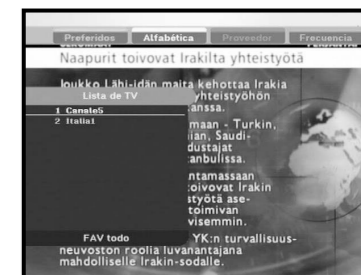 Preferidos Alfabética Proveedor Frecuencia
Naapurit toivovat Irakilta yhteistyötä
Joukko Lähi-idän maita kehottaa Irakia
Lista de TV
yhteistyöhön
1 Canale5
anssa.
2 Italia1
maan - Turkin,
ian, Saudi-
dustajat
tanbulissa.
ntamassaan
toivovat Irakin
styötä ase-
toimivan
visemmin.
FAV todo
YK:n turvallisuus-
neuvoston roolia luvanantajana
mahdolliselle Irakin-sodalle.